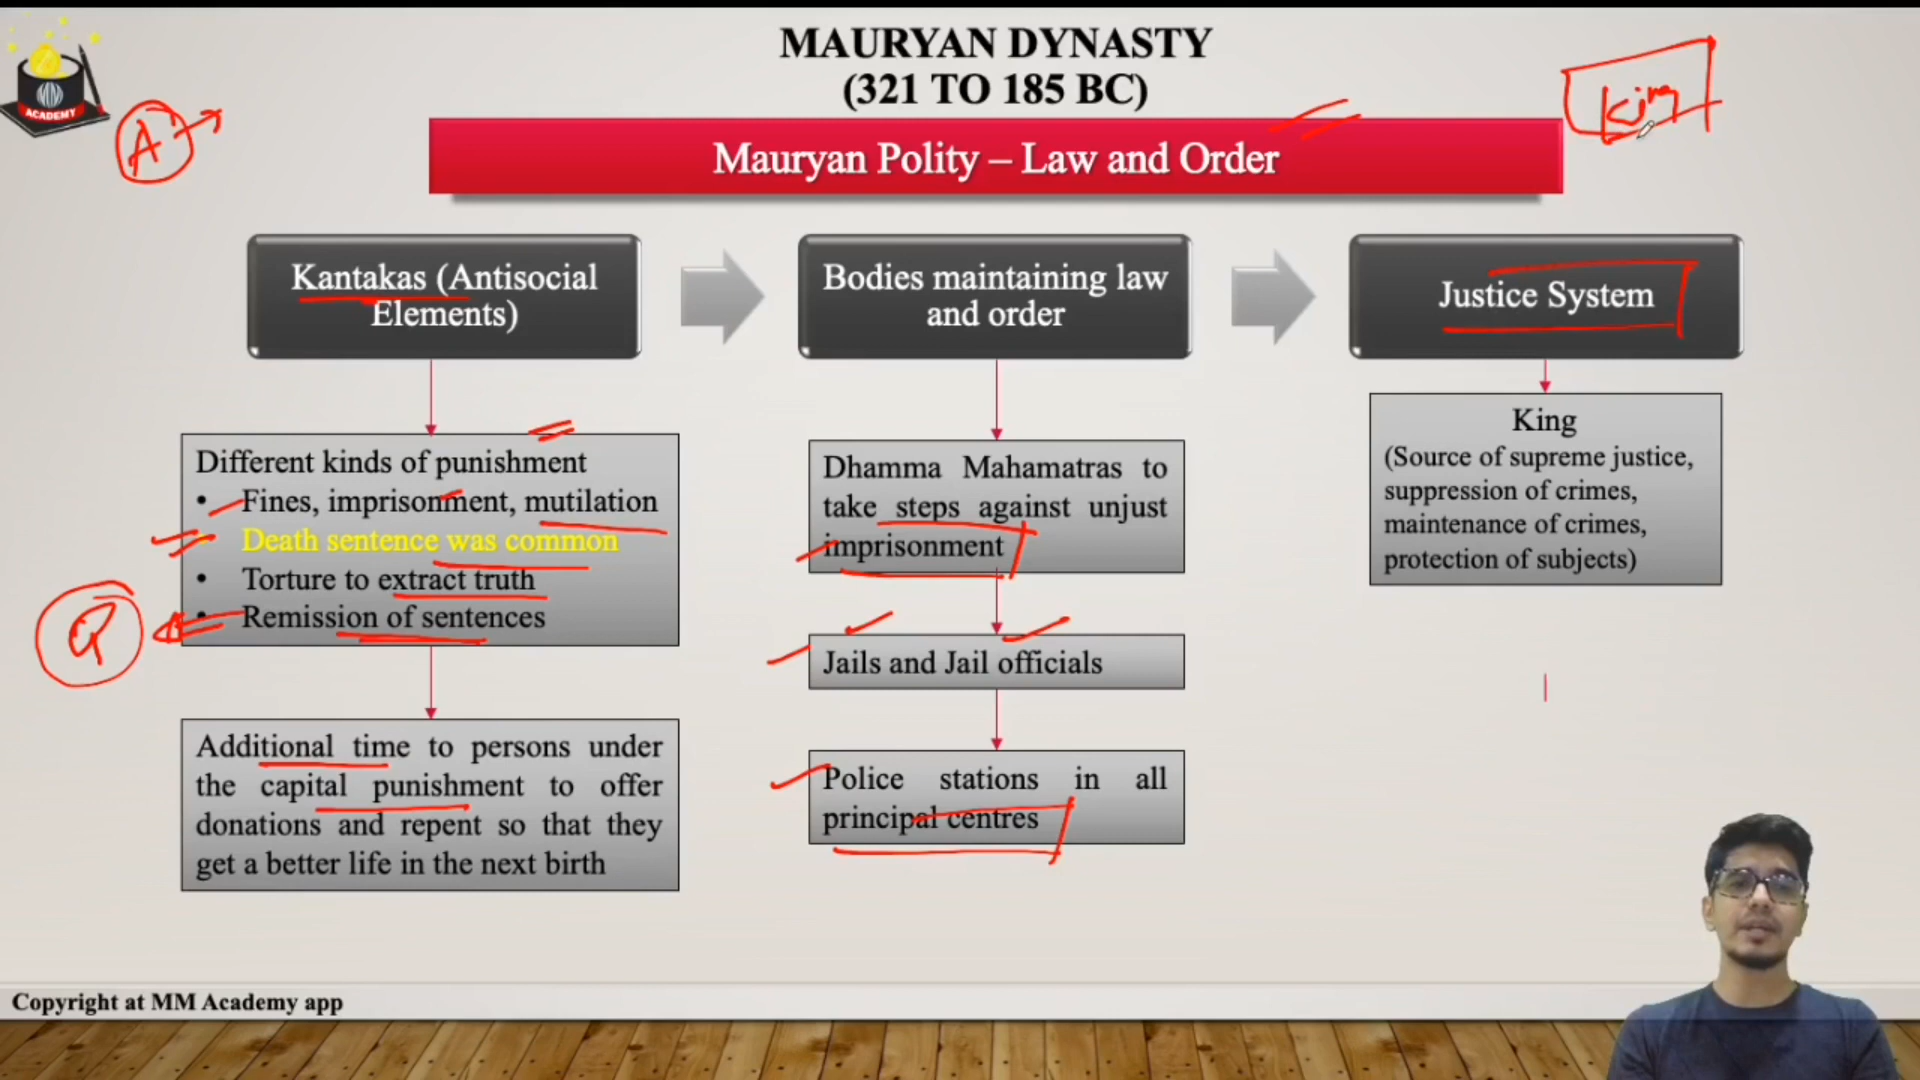 MAURYAN DYNASTY
(321 TO 185 BC)
ACADEMY
A
King
Mauryan Polity – Law and Order
Kantakas (Antisocial
Elements)
Different kinds of punishment
• Fines, imprisonment, mutilation
• Death sentence was common
• Torture to extract truth
• Remission of sentences
Additional time to persons under
the capital punishment to offer
donations and repent so that they
get a better life in the next birth
Bodies maintaining law
and order
Dhamma Mahamatras to
take steps against unjust
imprisonment
Jails and Jail officials
Police stations in all
principal centres
Justice System
King
(Source of supreme justice,
suppression of crimes,
maintenance of crimes,
protection of subjects)
Copyright at MM Academy app